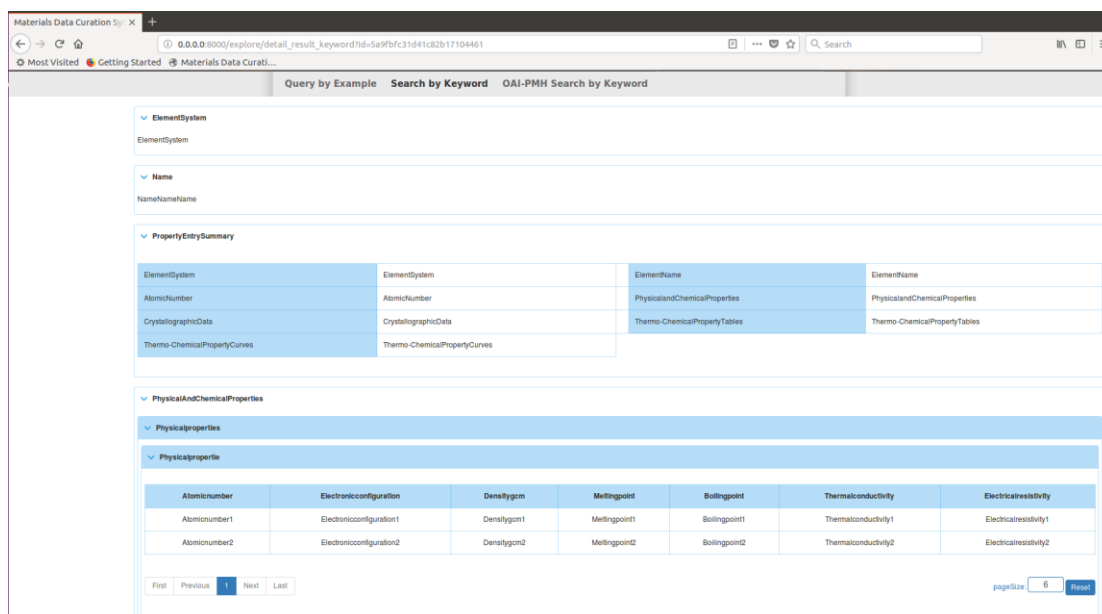 Materials Data Curation Sy
0.0.0.0:8000/explore/detail_result_keyword?id=5a9fbfc31d41c82b17104461
Search
Most Visited Getting Started Materials Data Curati...
Query by Example Search by Keyword OAI-PMH Search by Keyword
ElementSystem
ElementSystem
Name
NameNameName
PropertyEntrySummary
ElementSystem ElementSystem ElementName ElementName
AtomicNumber AtomicNumber PhysicalandChemicalProperties PhysicalandChemicalProperties
CrystallographicData CrystallographicData Thermo-ChemicalPropertyTables Thermo-ChemicalPropertyTables
Thermo-ChemicalPropertyCurves Thermo-ChemicalPropertyCurves
PhysicalAndChemicalProperties
Physicalproperties
Physicalpropertie
Atomicnumber Electronicconfiguration Densitygcm Meltingpoint Boilingpoint Thermalconductivity Electricalresistivity
Atomicnumber1 Electronicconfiguration1 Densitygcm1 Meltingpoint1 Boilingpoint1 Thermalconductivity1 Electricalresistivity1
Atomicnumber2 Electronicconfiguration2 Densitygcm2 Meltingpoint2 Boilingpoint2 Thermalconductivity2 Electricalresistivity2
First Previous 1 Next Last
pageSize: 6 Reset